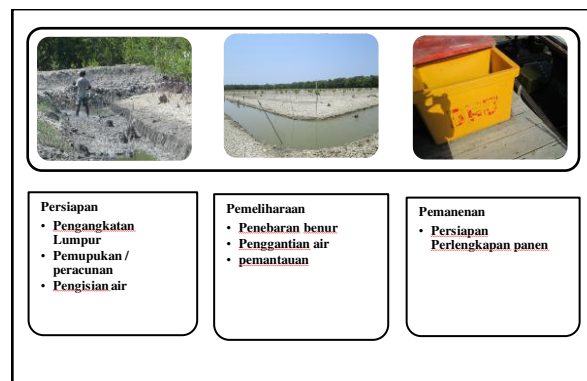 Persiapan
• Pengangkatan
Lumpur
• Pemupukan /
peracunan
• Pengisian air
Pemeliharaan
• Penebaran benur
• Penggantian air
• pemantauan
Pemanenan
• Persiapan
Perlengkapan panen